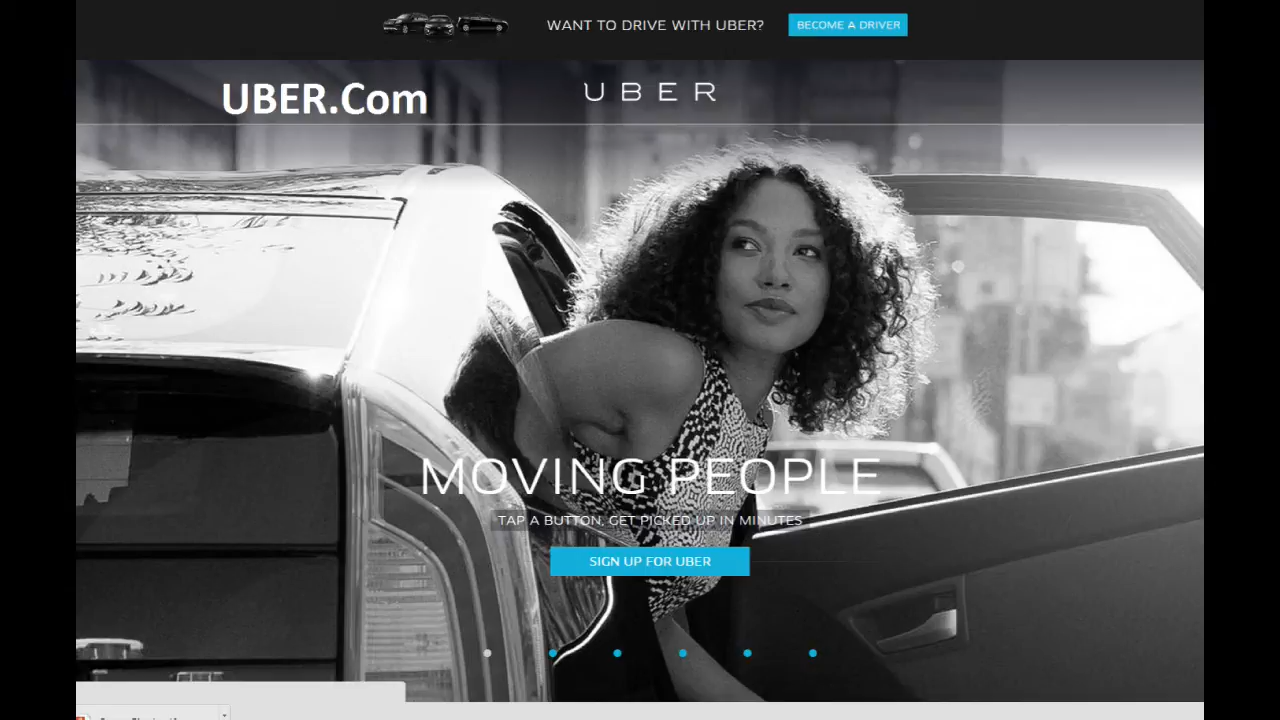 WANT TO DRIVE WITH UBER? BECOME A DRIVER
UBER.Com
UBER
MOVING PEOPLE
TAP A BUTTON, GET PICKED UP IN MINUTES
SIGN UP FOR UBER